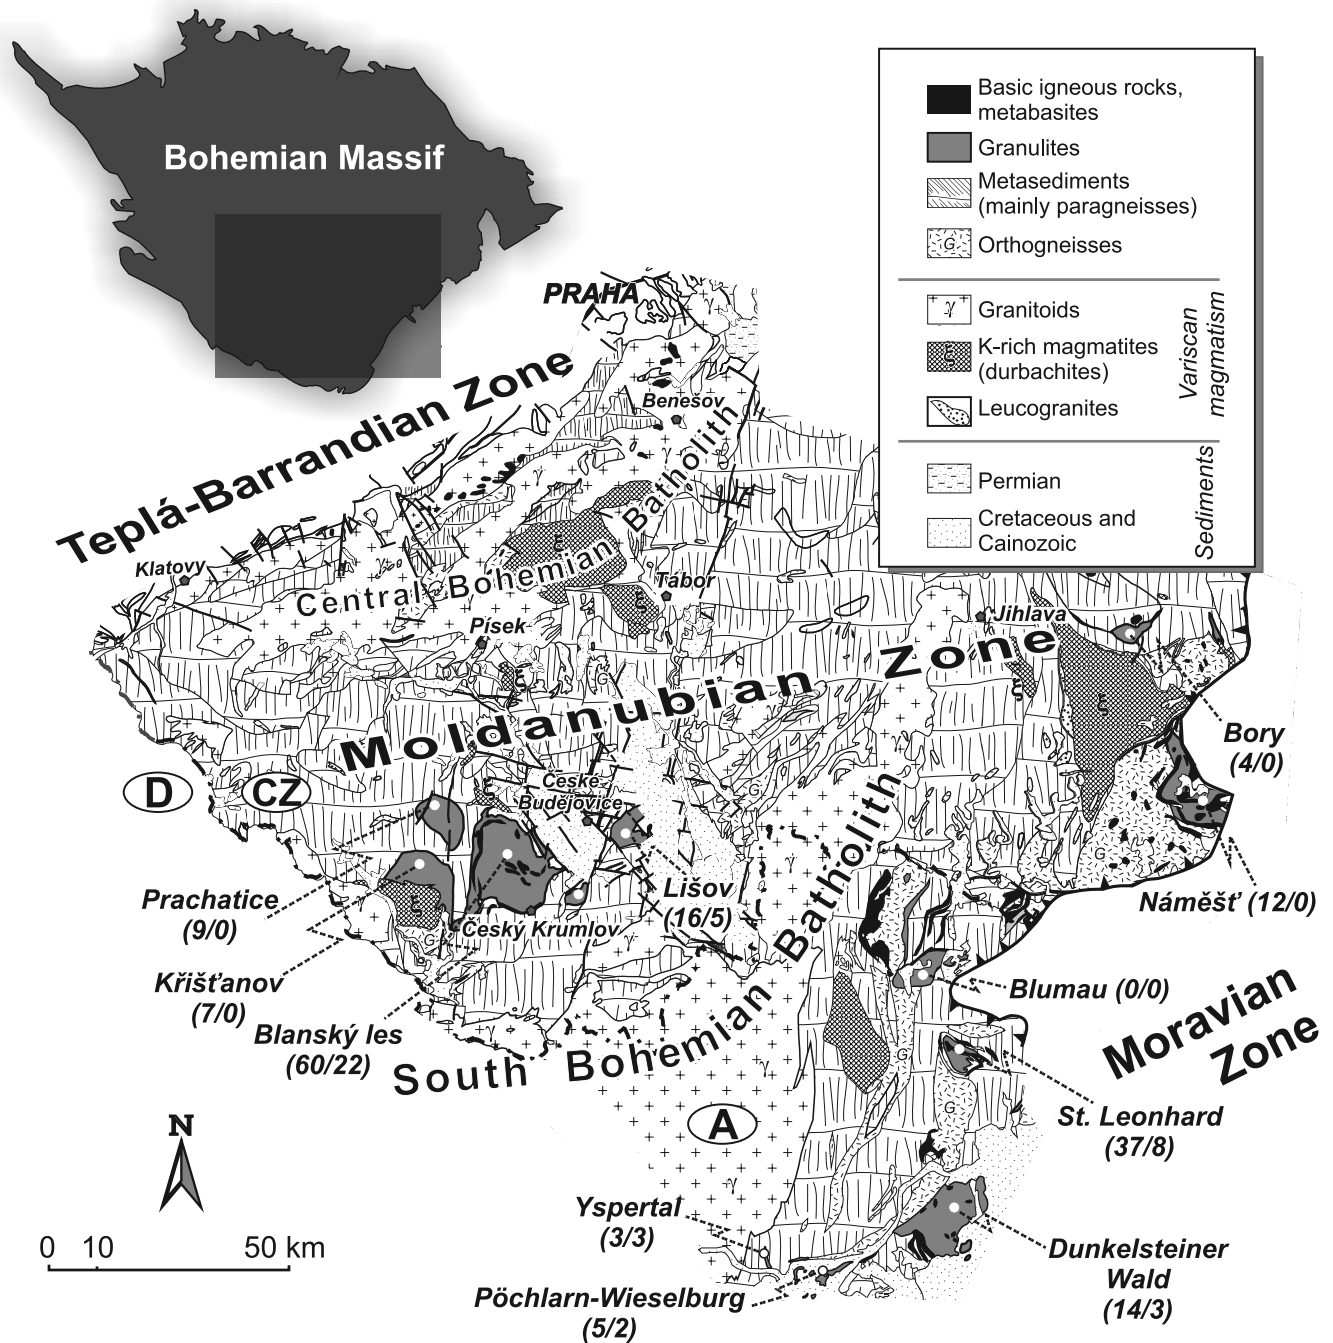 Bohemian Massif
Basic igneous rocks,
metabasites
Granulites
Metasediments
(mainly paragneisses)
G
Orthogneisses
γ
Granitoids
ξ
K-rich magmatites
(durbachites)
Leucogranites
Variscan
magmatism
Permian
Cretaceous and
Cainozoic
Sediments
PRAHA
Teplá-Barrandian Zone
Benešov
Klatovy
Central Bohemian Batholith
Tábor
Písek
Jihlava
Moldanubian Zone
D
CZ
České
Budějovice
Bory
(4/0)
Prachatice
(9/0)
Lišov
(16/5)
Náměšť (12/0)
Český Krumlov
Křišťanov
(7/0)
Blanský les
(60/22)
South Bohemian Batholith
Blumau (0/0)
Moravian
Zone
A
St. Leonhard
(37/8)
N
Yspertal
(3/3)
0 10 50 km
Dunkelsteiner
Wald
(14/3)
Pöchlarn-Wieselburg
(5/2)